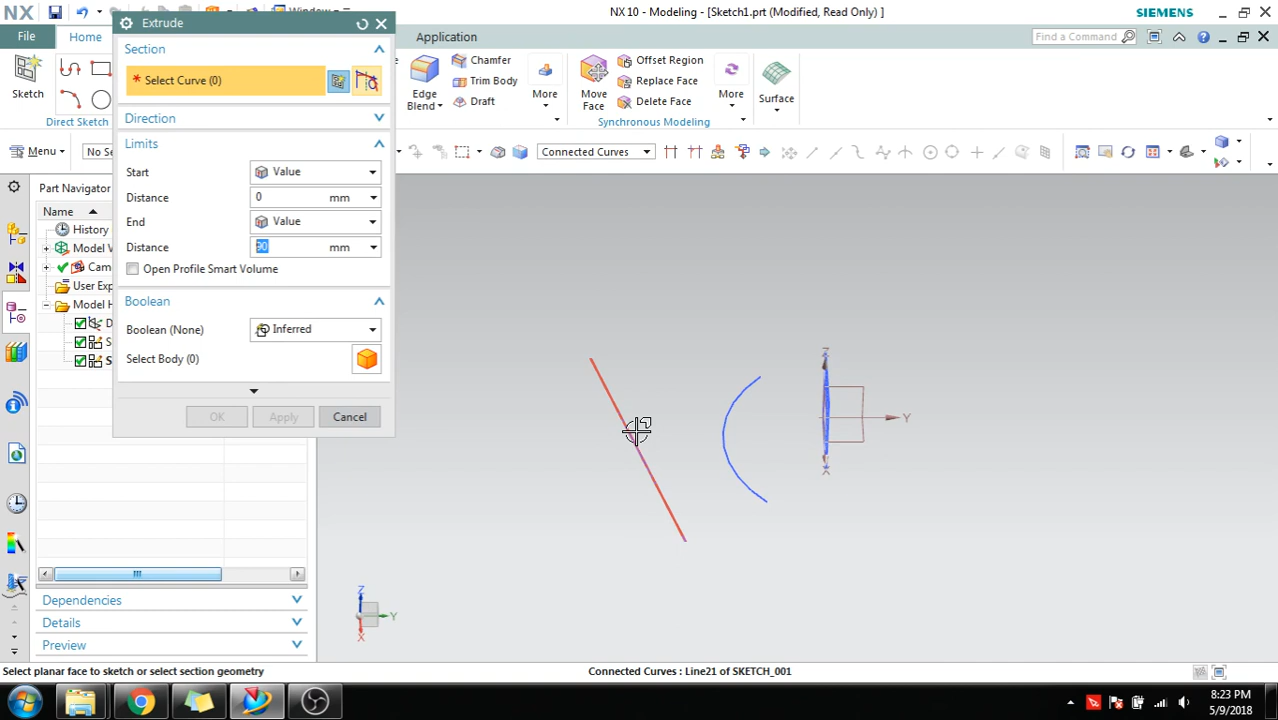 NX
Window
NX 10 - Modeling - [Sketch1.prt (Modified, Read Only) ]
SIEMENS
Extrude
File
Home
Application
Find a Command
Section
Select Curve (0)
Sketch
Direct Sketch
Chamfer
Trim Body
Draft
Edge
Blend
More
Move
Face
Offset Region
Replace Face
Delete Face
More
Surface
Synchronous Modeling
Direction
Limits
Menu
No Se
Connected Curves
Start
Value
Distance
0
mm
End
Value
Distance
mm
Open Profile Smart Volume
Part Navigator
Name
History
Model V
Cam
User Exp
Model H
D
S
S
Boolean
Boolean (None)
Inferred
Select Body (0)
OK
Apply
Cancel
Z
Y
X
Z
Y
X
Dependencies
Details
Preview
Select planar face to sketch or select section geometry
Connected Curves : Line21 of SKETCH_001
8:23 PM
5/9/2018